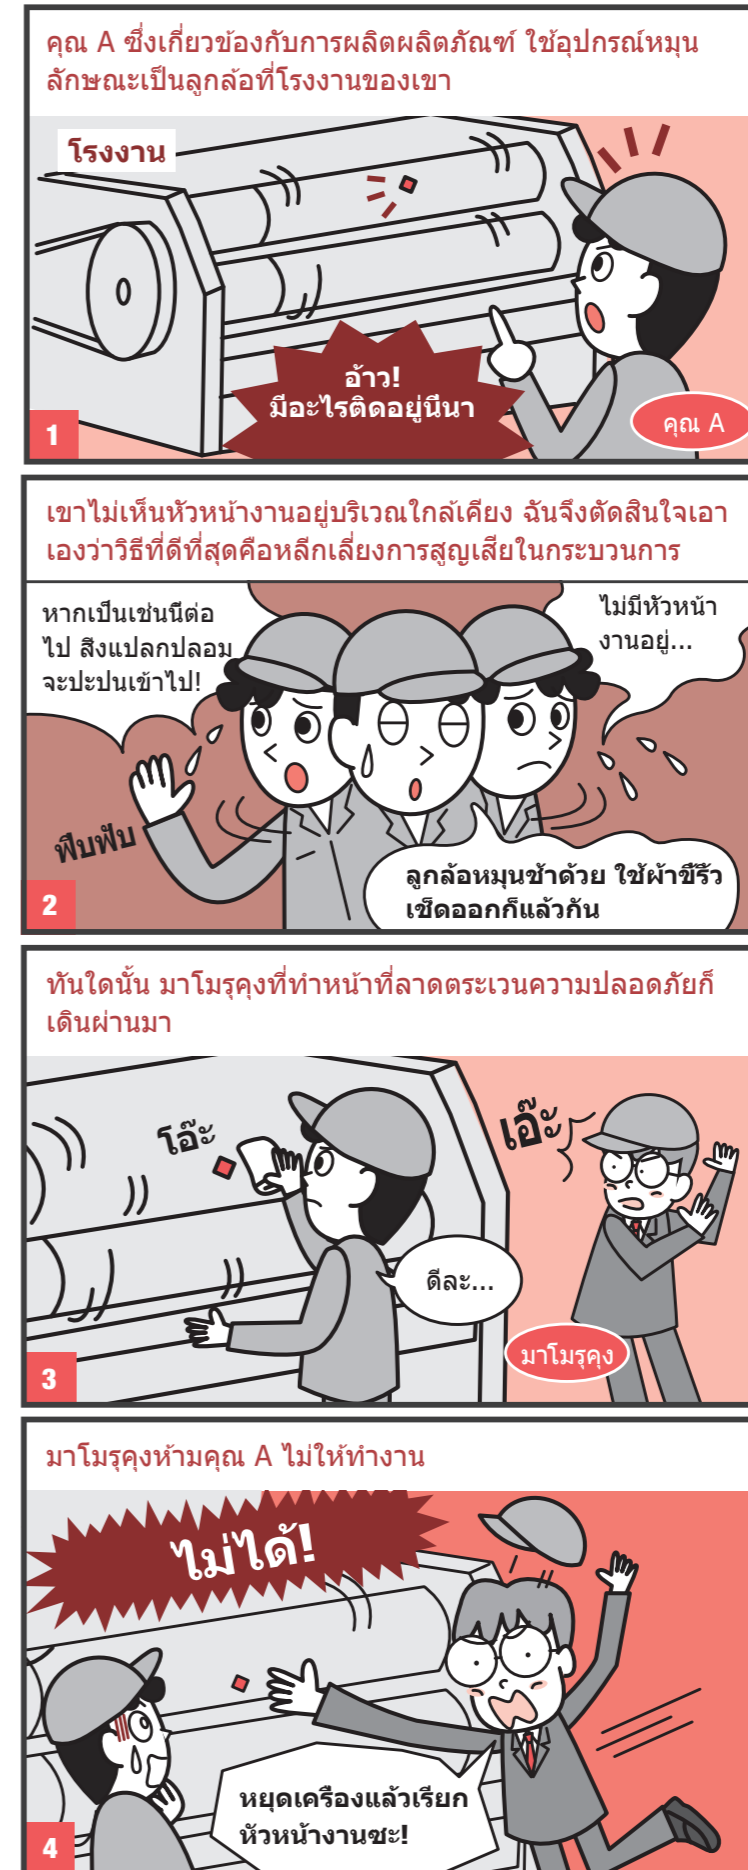 คุณ A ซึ่งเกี่ยวข้องกับการผลิตผลิตภัณฑ์ ใช้อุปกรณ์หมุน
ลักษณะเป็นลูกล้อที่โรงงานของเขา
โรงงาน
อ้าว!
มีอะไรติดอยู่นี่นา
คุณ A
1
เขาไม่เห็นหัวหน้างานอยู่บริเวณใกล้เคียง ฉันจึงตัดสินใจเอา
เองว่าวิธีที่ดีที่สุดคือหลีกเลี่ยงการสูญเสียในกระบวนการ
หากเป็นเช่นนี้ต่อ
ไป สิ่งแปลกปลอม
จะปะปนเข้าไป!
ไม่มีหัวหน้า
งานอยู่...
ฟึบฟับ
ลูกล้อหมุนช้าด้วย ใช้ผ้าขี้ริ้ว
เช็ดออกก็แล้วกัน
2
ทันใดนั้น มาโมรุคุงที่ทำหน้าที่ลาดตระเวนความปลอดภัยก็
เดินผ่านมา
โอ๊ะ
เอ๊ะ
ดีละ...
มาโมรุคุง
3
มาโมรุคุงห้ามคุณ A ไม่ให้ทำงาน
ไม่ได้!
หยุดเครื่องแล้วเรียก
หัวหน้างานซะ!
4